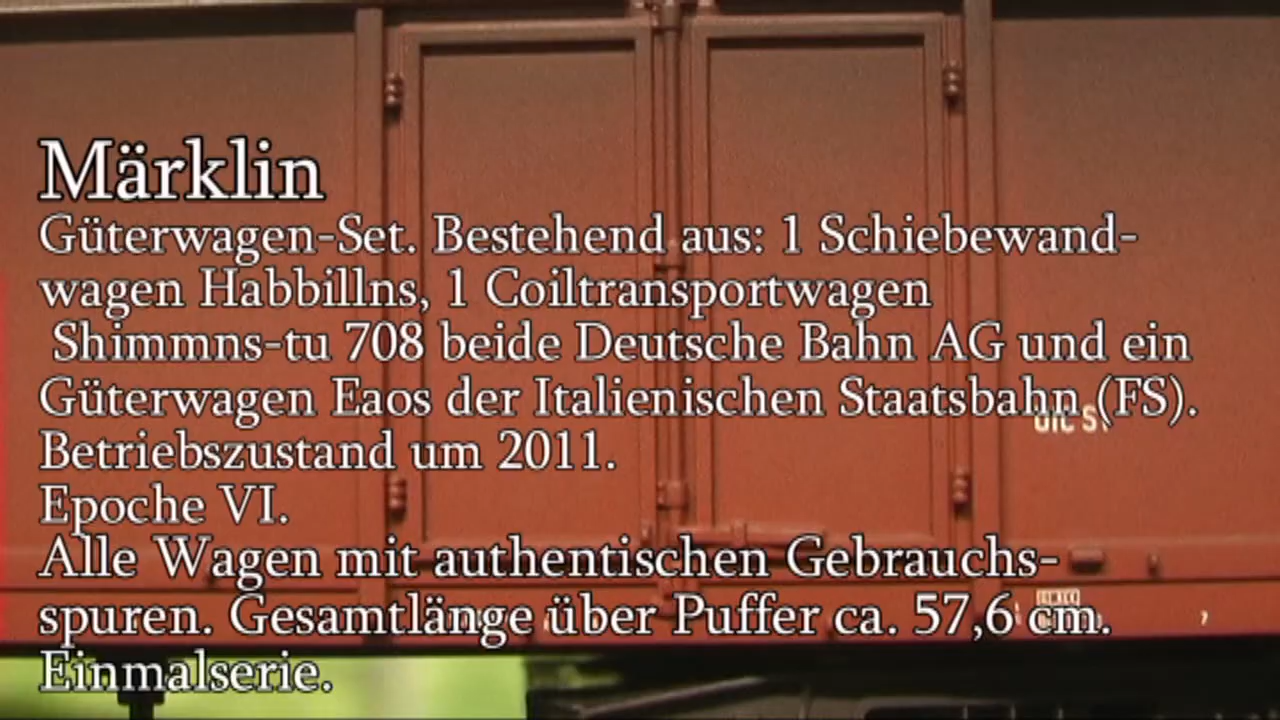 Märklin
Güterwagen-Set. Bestehend aus: 1 Schiebewand-
wagen Habbillns, 1 Coiltransportwagen
Shimmns-tu 708 beide Deutsche Bahn AG und ein
Güterwagen Eaos der Italienischen Staatsbahn (FS).
UIC ST
Betriebszustand um 2011.
Epoche VI.
Alle Wagen mit authentischen Gebrauchs-
spuren. Gesamtlänge über Puffer ca. 57,6 cm.
Einmalserie.